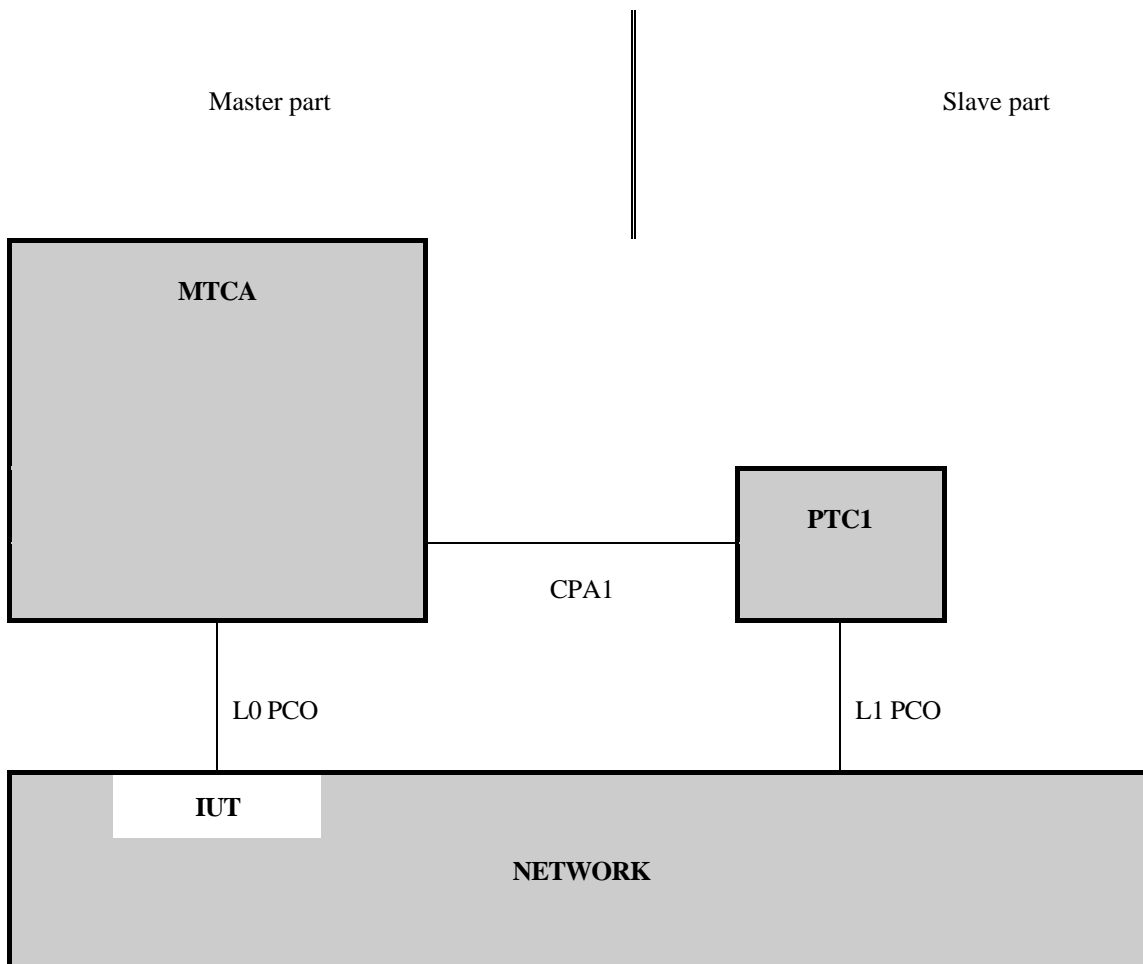 Master part
Slave part
MTCA
PTC1
CPA1
L0 PCO
L1 PCO
IUT
NETWORK